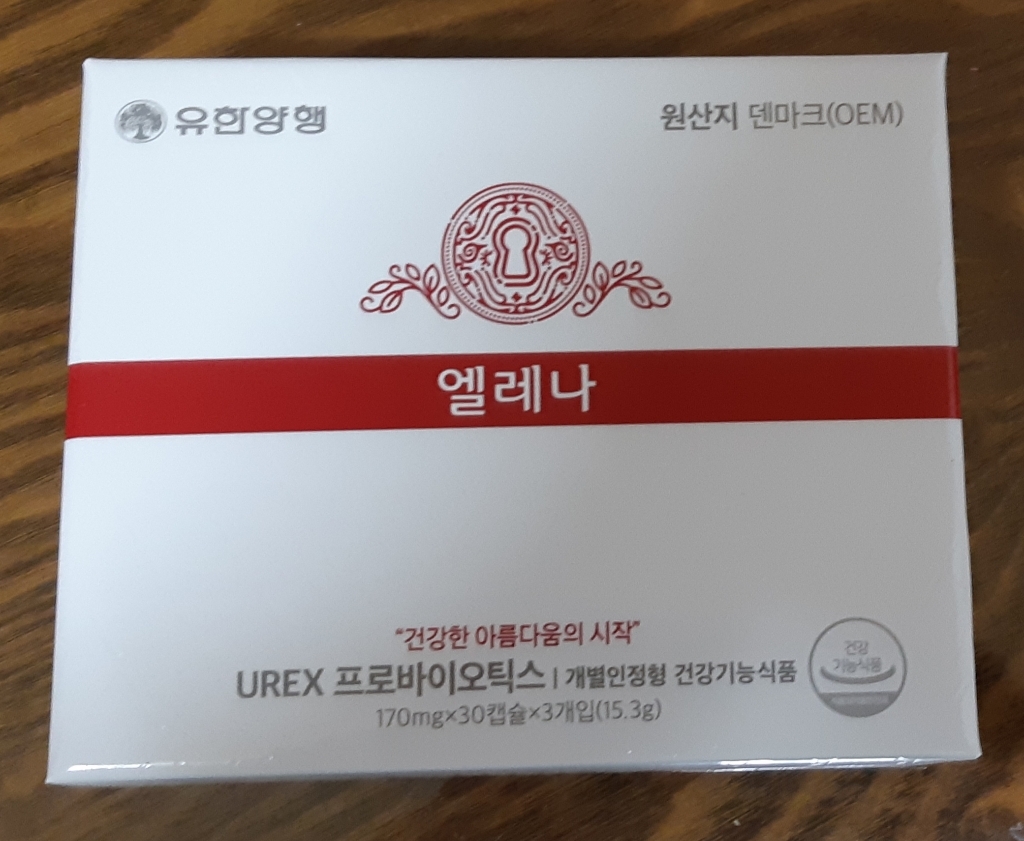 유한양행
원산지 덴마크(OEM)
엘레나
“건강한 아름다움의 시작”
UREX 프로바이오틱스 | 개별인정형 건강기능식품
170mg×30캡슐×3개입(15.3g)
건강
기능식품